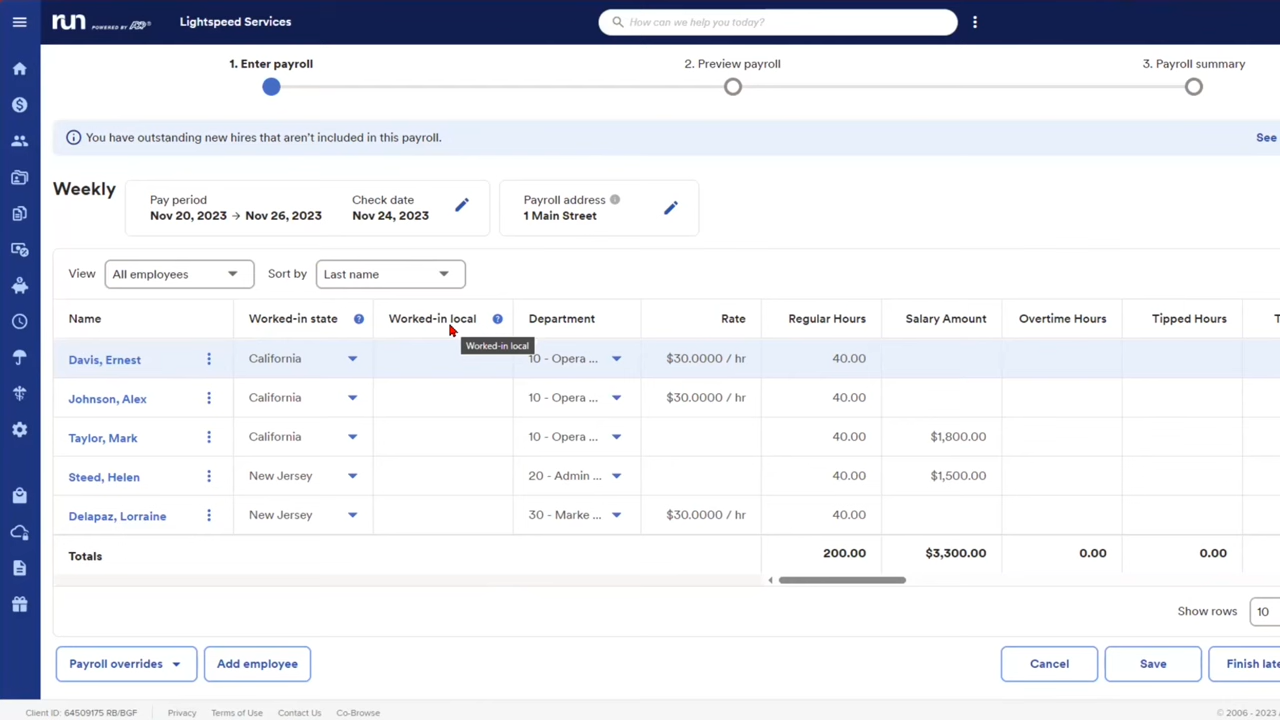 run POWERED BY ADP Lightspeed Services How can we help you today?
1. Enter payroll 2. Preview payroll 3. Payroll summary
You have outstanding new hires that aren't included in this payroll. See
Weekly
Pay period Check date Payroll address
Nov 20, 2023 → Nov 26, 2023 Nov 24, 2023 1 Main Street
View All employees Sort by Last name
Name Worked-in state Worked-in local Department Rate Regular Hours Salary Amount Overtime Hours Tipped Hours T
Worked-in local
Davis, Ernest California 10 - Opera ... $30.0000 / hr 40.00
Johnson, Alex California 10 - Opera ... $30.0000 / hr 40.00
Taylor, Mark California 10 - Opera ... 40.00 $1,800.00
Steed, Helen New Jersey 20 - Admin ... 40.00 $1,500.00
Delapaz, Lorraine New Jersey 30 - Marke ... $30.0000 / hr 40.00
Totals 200.00 $3,300.00 0.00 0.00
Show rows 10
Payroll overrides Add employee Cancel Save Finish late
Client ID: 64509175 RB/BGF Privacy Terms of Use Contact Us Co-Browse © 2006 - 2023